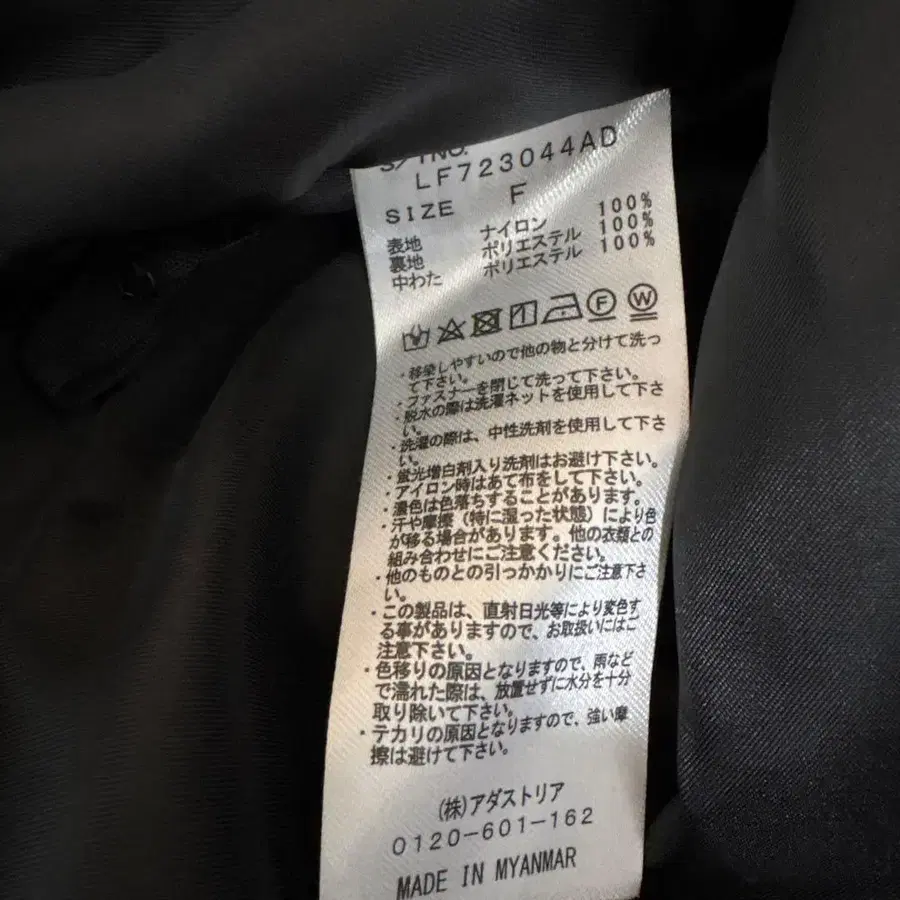 S/TNO.
LF723044AD
SIZE F
表地 ナイロン 100%
裏地 ポリエステル 100%
中わた ポリエステル 100%
F W
・移染しやすいので他の物と分けて洗っ
て下さい。
・ファスナーを閉じて洗って下さい。
・脱水の際は洗濯ネットを使用して下さ
い。
・洗濯の際は、中性洗剤を使用して下さ
い。
・蛍光増白剤入り洗剤はお避け下さい。
・アイロン時はあて布をして下さい。
・濃色は色落ちすることがあります。
・汗や摩擦（特に湿った状態）により色
が移る場合があります。他の衣類との
組み合わせにご注意ください。
・他のものとの引っかかりにご注意下さ
い。
・この製品は、直射日光等により変色す
る事がありますので、お取扱いにはご
注意下さい。
・色移りの原因となりますので、雨など
で濡れた際は、放置せずに水分を十分
取り除いて下さい。
・テカリの原因となりますので、強い摩
擦は避けて下さい。
(株)アダストリア
0120-601-162
MADE IN MYANMAR